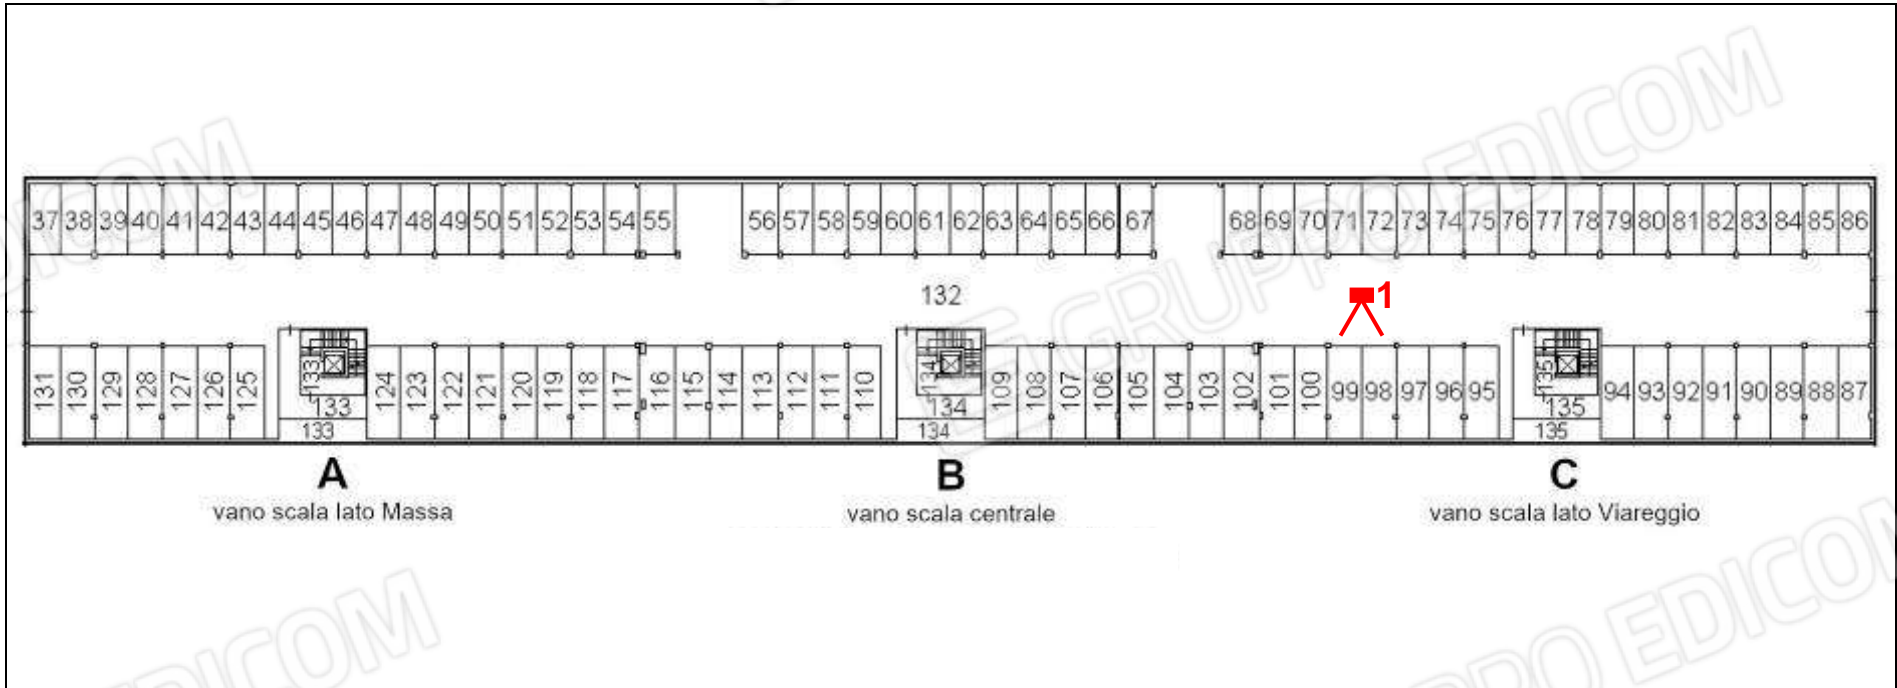 37 38 39 40 41 42 43 44 45 46 47 48 49 50 51 52 53 54 55 56 57 58 59 60 61 62 63 64 65 66 67 68 69 70 71 72 73 74 75 76 77 78 79 80 81 82 83 84 85 86
132
1
131 130 129 128 127 126 125 133 124 123 122 121 120 119 118 117 116 115 114 113 112 111 110 134 109 108 107 106 105 104 103 102 101 100 99 98 97 96 95 135 94 93 92 91 90 89 88 87
133 134 135
133 134 135
A B C
vano scala lato Massa vano scala centrale vano scala lato Viareggio
GRUPPO EDICOM
EDICOM
EDICOM
GRUPPO EDICOM